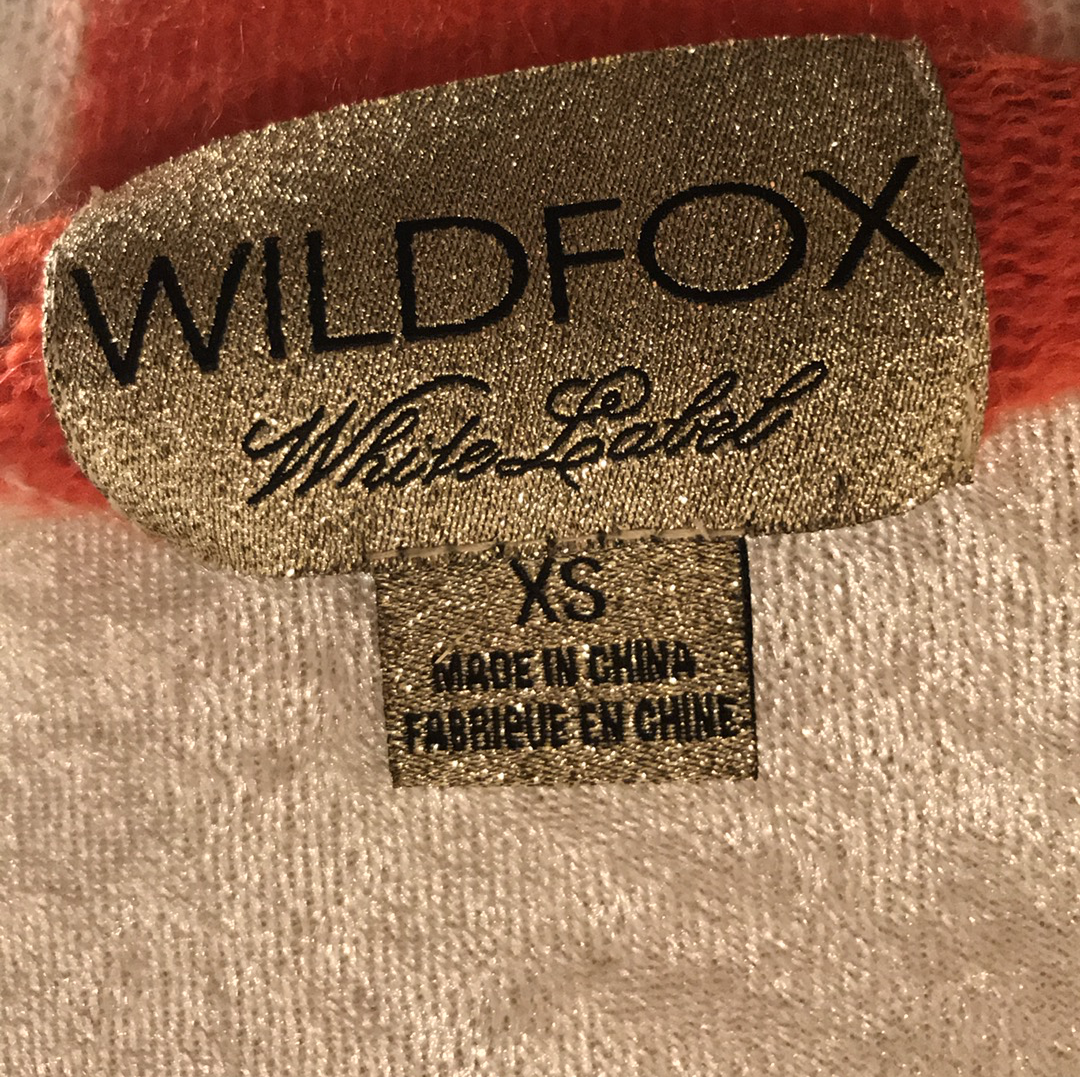 WILDFOX
White Label
XS
MADE IN CHINA
FABRIQUE EN CHINE